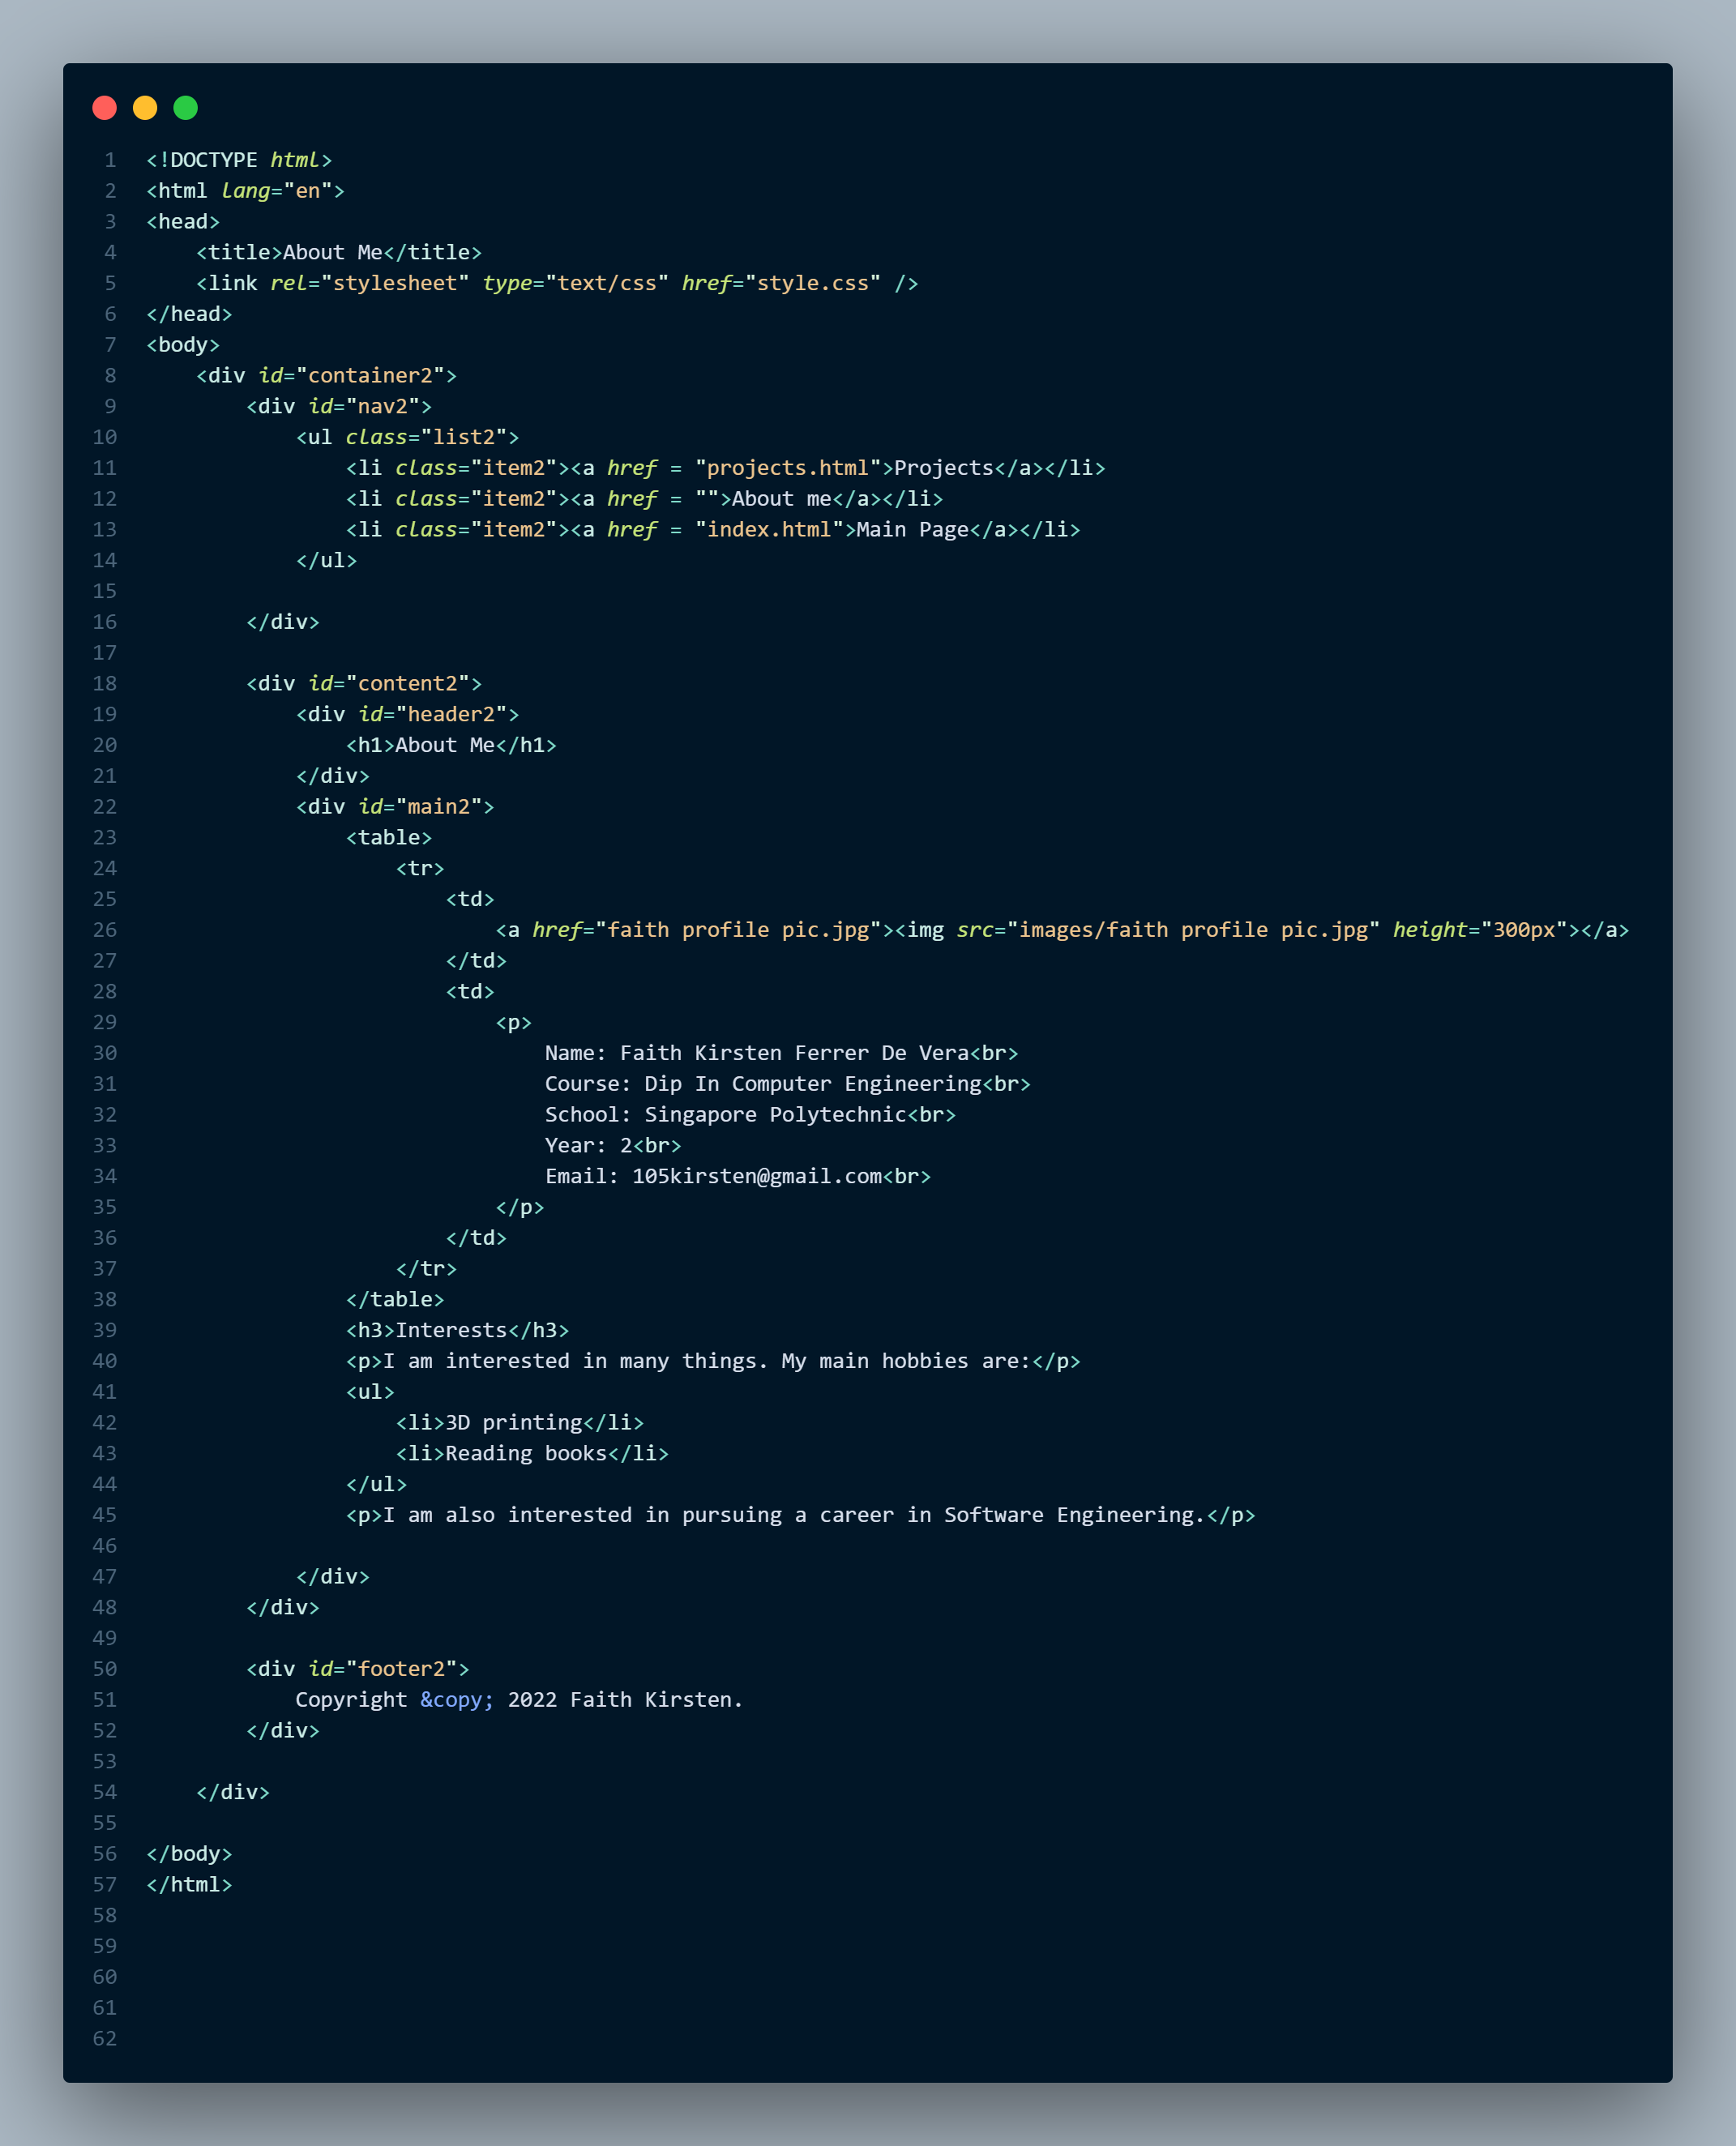 1 <!DOCTYPE html>
2 <html lang="en">
3 <head>
4     <title>About Me</title>
5     <link rel="stylesheet" type="text/css" href="style.css" />
6 </head>
7 <body>
8     <div id="container2">
9         <div id="nav2">
10             <ul class="list2">
11                 <li class="item2"><a href = "projects.html">Projects</a></li>
12                 <li class="item2"><a href = "">About me</a></li>
13                 <li class="item2"><a href = "index.html">Main Page</a></li>
14             </ul>
15
16         </div>
17
18         <div id="content2">
19             <div id="header2">
20                 <h1>About Me</h1>
21             </div>
22             <div id="main2">
23                 <table>
24                     <tr>
25                         <td>
26                             <a href="faith profile pic.jpg"><img src="images/faith profile pic.jpg" height="300px"></a>
27                         </td>
28                         <td>
29                             <p>
30                                 Name: Faith Kirsten Ferrer De Vera<br>
31                                 Course: Dip In Computer Engineering<br>
32                                 School: Singapore Polytechnic<br>
33                                 Year: 2<br>
34                                 Email: 105kirsten@gmail.com<br>
35                             </p>
36                         </td>
37                     </tr>
38                 </table>
39                 <h3>Interests</h3>
40                 <p>I am interested in many things. My main hobbies are:</p>
41                 <ul>
42                     <li>3D printing</li>
43                     <li>Reading books</li>
44                 </ul>
45                 <p>I am also interested in pursuing a career in Software Engineering.</p>
46
47             </div>
48         </div>
49
50         <div id="footer2">
51             Copyright &copy; 2022 Faith Kirsten.
52         </div>
53
54     </div>
55
56 </body>
57 </html>
58
59
60
61
62